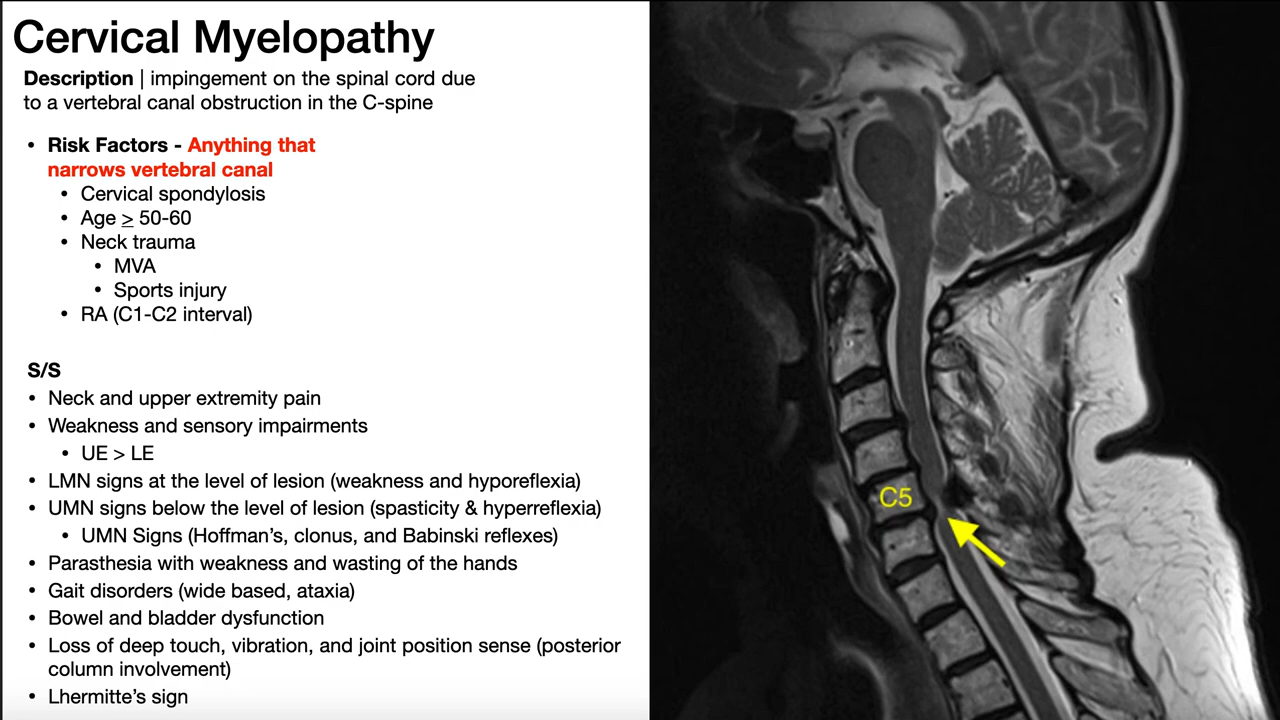 Cervical Myelopathy
Description | impingement on the spinal cord due
to a vertebral canal obstruction in the C-spine
• Risk Factors - Anything that
narrows vertebral canal
• Cervical spondylosis
• Age ≥ 50-60
• Neck trauma
• MVA
• Sports injury
• RA (C1-C2 interval)
S/S
• Neck and upper extremity pain
• Weakness and sensory impairments
• UE > LE
• LMN signs at the level of lesion (weakness and hyporeflexia)
• UMN signs below the level of lesion (spasticity & hyperreflexia)
• UMN Signs (Hoffman's, clonus, and Babinski reflexes)
• Parasthesia with weakness and wasting of the hands
• Gait disorders (wide based, ataxia)
• Bowel and bladder dysfunction
• Loss of deep touch, vibration, and joint position sense (posterior
column involvement)
• Lhermitte's sign
C5